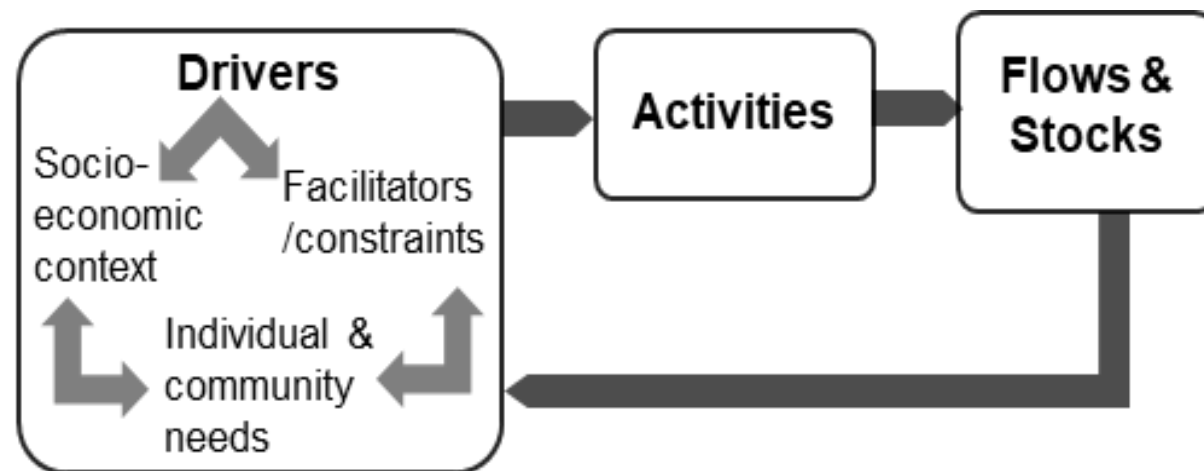 Drivers
Socio-
economic
context
Facilitators
/constraints
Individual &
community
needs
Activities
Flows &
Stocks